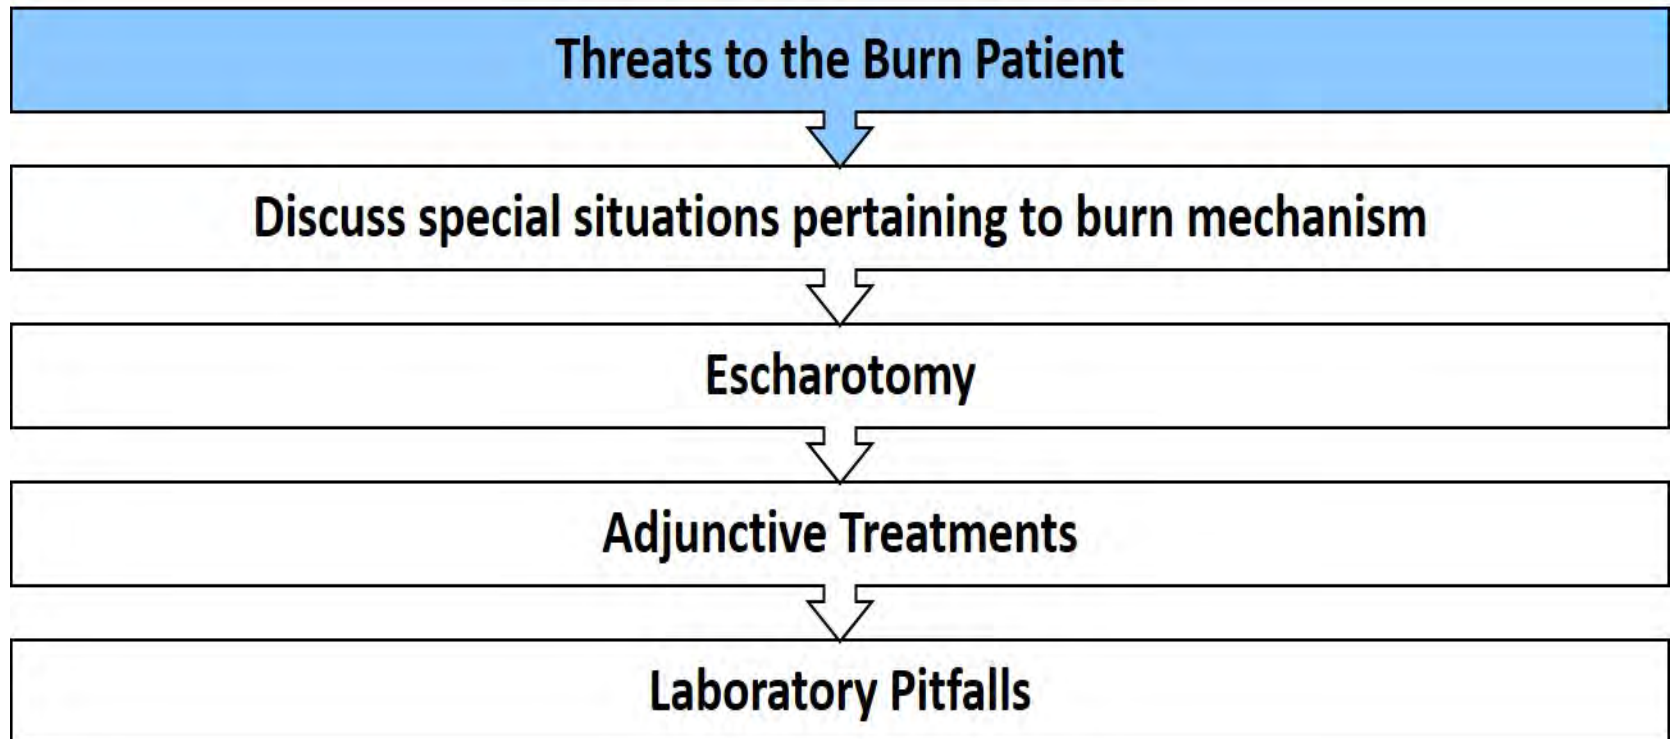 Threats to the Burn Patient
Discuss special situations pertaining to burn mechanism
Escharotomy
Adjunctive Treatments
Laboratory Pitfalls